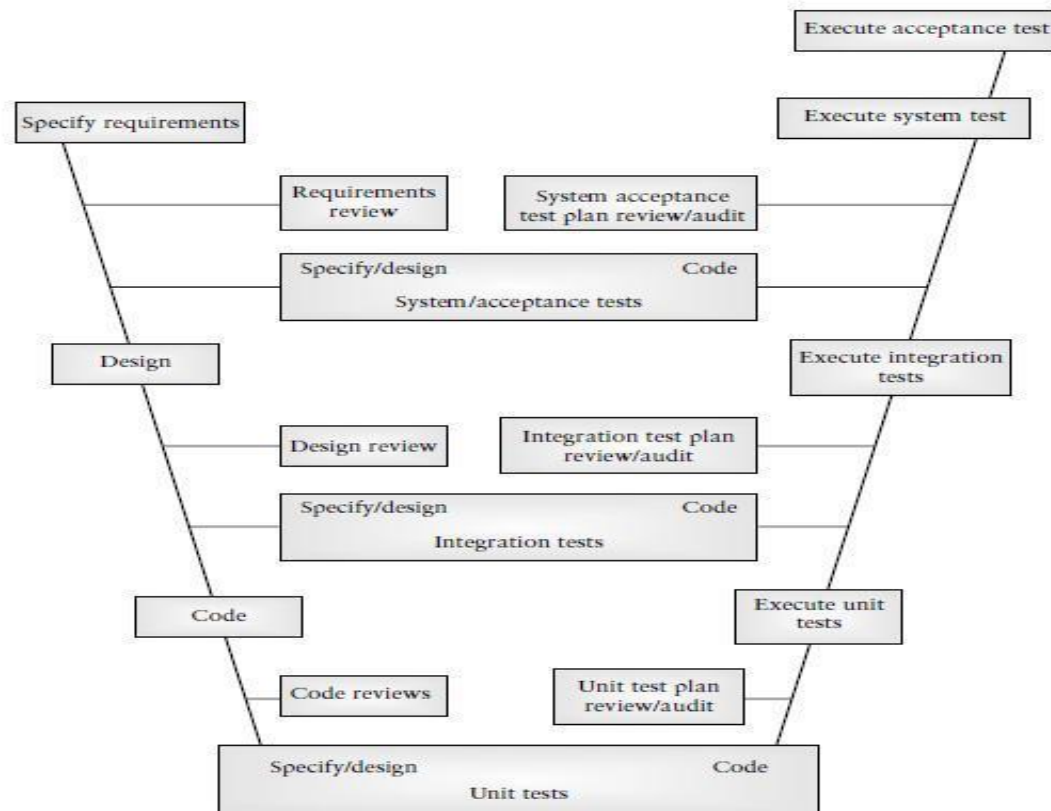 Execute acceptance test
Specify requirements
Execute system test
Requirements
review
System acceptance
test plan review/audit
Specify/design
Code
System/acceptance tests
Design
Execute integration
tests
Design review
Integration test plan
review/audit
Specify/design
Code
Integration tests
Code
Execute unit
tests
Code reviews
Unit test plan
review/audit
Specify/design
Code
Unit tests